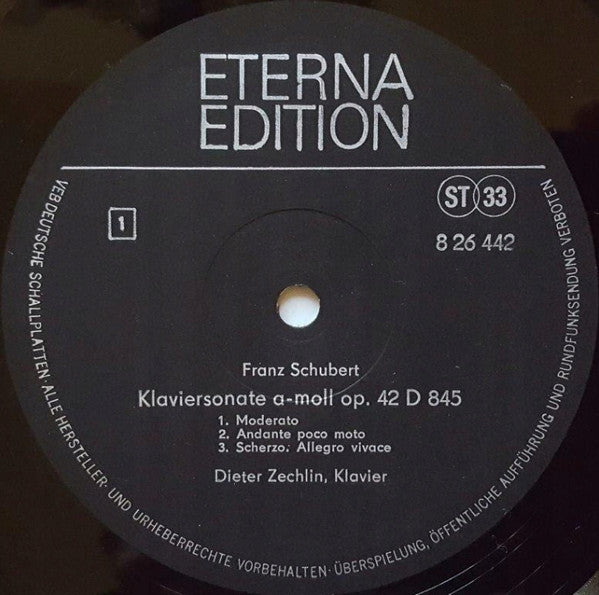 ETERNA
EDITION
ST 33
1
8 26 442
Franz Schubert
Klaviersonate a-moll op. 42 D 845
1. Moderato
2. Andante poco moto
3. Scherzo. Allegro vivace
Dieter Zechlin, Klavier
VEB DEUTSCHE SCHALLPLATTEN · ALLE HERSTELLER- UND URHEBERRECHTE VORBEHALTEN · ÜBERSPIELUNG, ÖFFENTLICHE AUFFÜHRUNG UND RUNDFUNKSENDUNG VERBOTEN